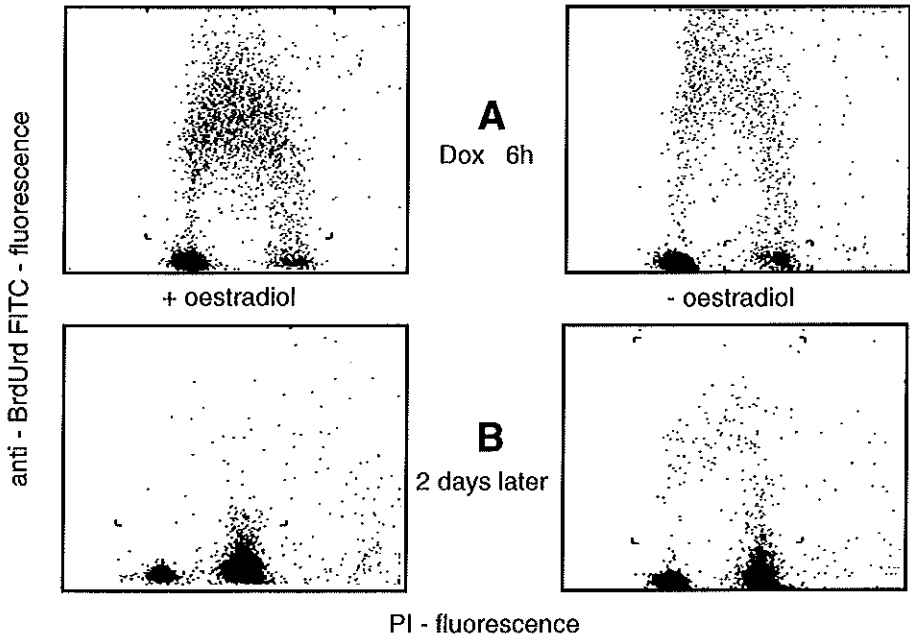 anti - BrdUrd FITC - fluorescence
A
Dox 6h
+ oestradiol
- oestradiol
B
2 days later
PI - fluorescence